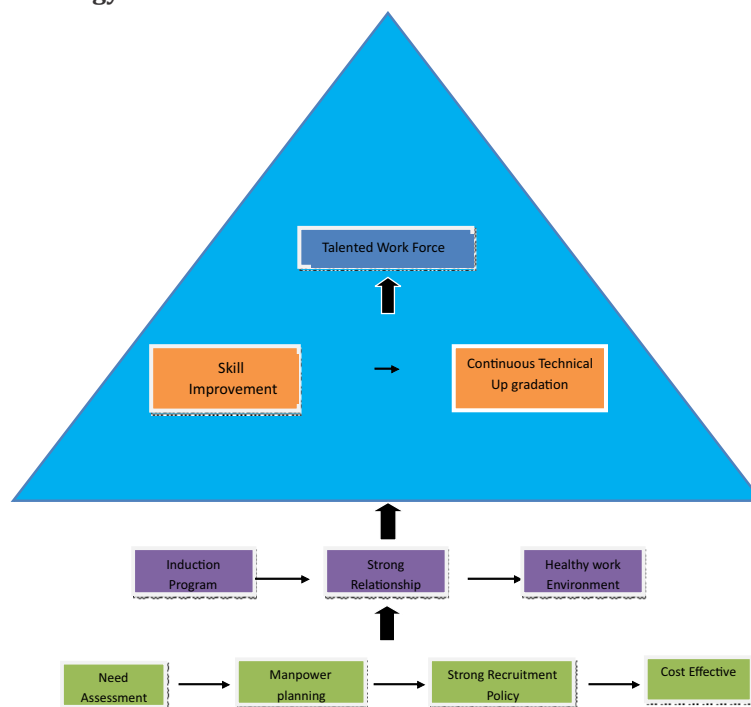 Talented Work Force
Skill
Improvement
Continuous Technical
Up gradation
Induction
Program
Strong
Relationship
Healthy work
Environment
Need
Assessment
Manpower
planning
Strong Recruitment
Policy
Cost Effective